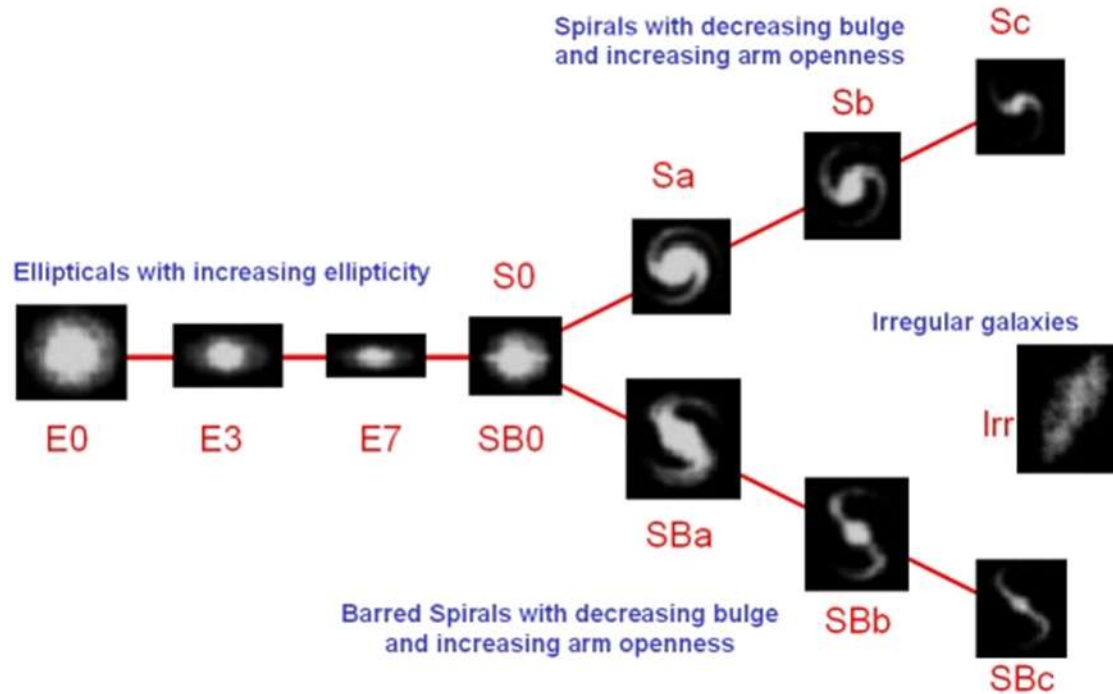 Spirals with decreasing bulge
and increasing arm openness
Sc
Sb
Sa
Ellipticals with increasing ellipticity
S0
Irregular galaxies
E0
E3
E7
SB0
Irr
SBa
Barred Spirals with decreasing bulge
and increasing arm openness
SBb
SBc